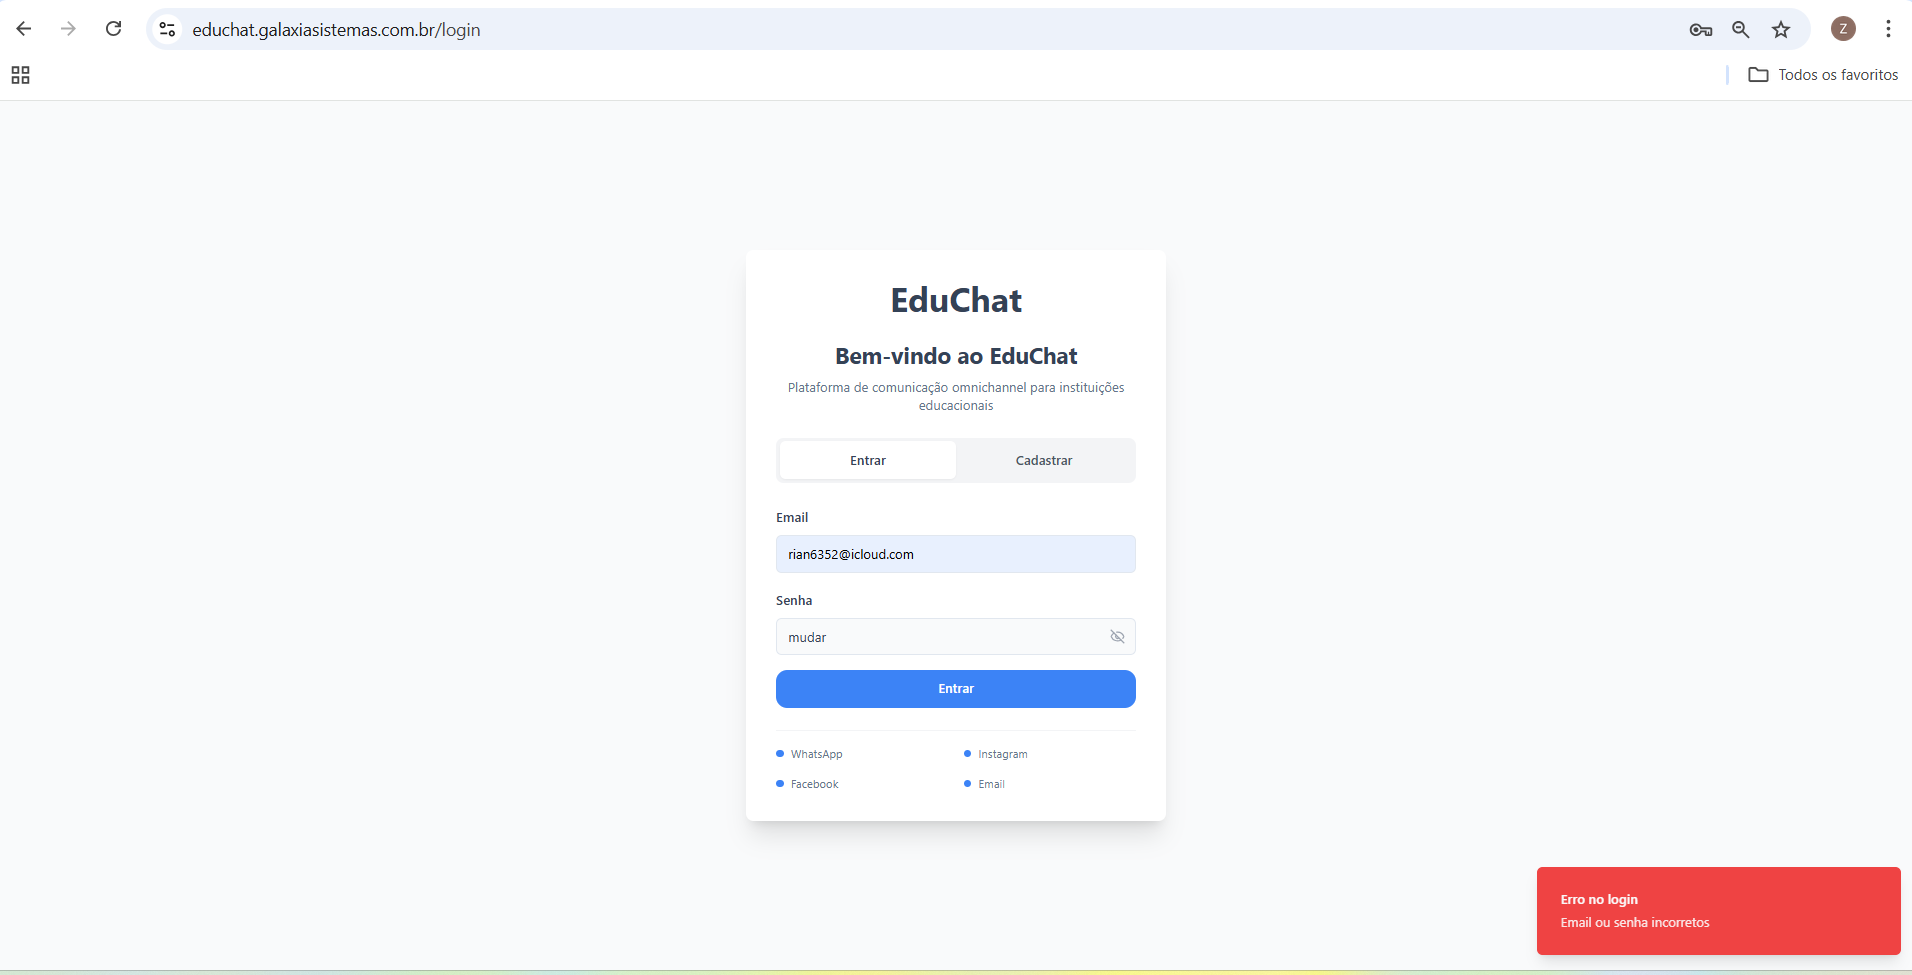 educhat.galaxiasistemas.com.br/login
Z
Todos os favoritos
EduChat
Bem-vindo ao EduChat
Plataforma de comunicação omnichannel para instituições
educacionais
Entrar
Cadastrar
Email
rian6352@icloud.com
Senha
mudar
Entrar
WhatsApp
Instagram
Facebook
Email
Erro no login
Email ou senha incorretos